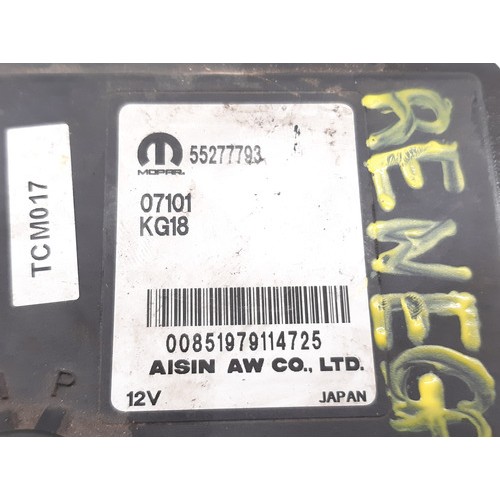 TCM017
MOPAR
55277793
07101
KG18
00851979114725
AISIN AW CO., LTD.
12V
JAPAN
RENEG
P